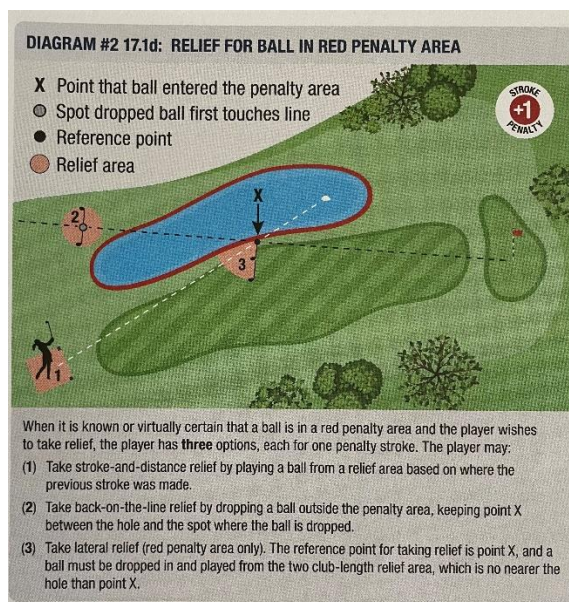 DIAGRAM #2 17.1d: RELIEF FOR BALL IN RED PENALTY AREA
X Point that ball entered the penalty area
Spot dropped ball first touches line
Reference point
Relief area
STROKE
+1
PENALTY
X
2
3
1
When it is known or virtually certain that a ball is in a red penalty area and the player wishes
to take relief, the player has three options, each for one penalty stroke. The player may:
(1) Take stroke-and-distance relief by playing a ball from a relief area based on where the
previous stroke was made.
(2) Take back-on-the-line relief by dropping a ball outside the penalty area, keeping point X
between the hole and the spot where the ball is dropped.
(3) Take lateral relief (red penalty area only). The reference point for taking relief is point X, and a
ball must be dropped in and played from the two club-length relief area, which is no nearer the
hole than point X.